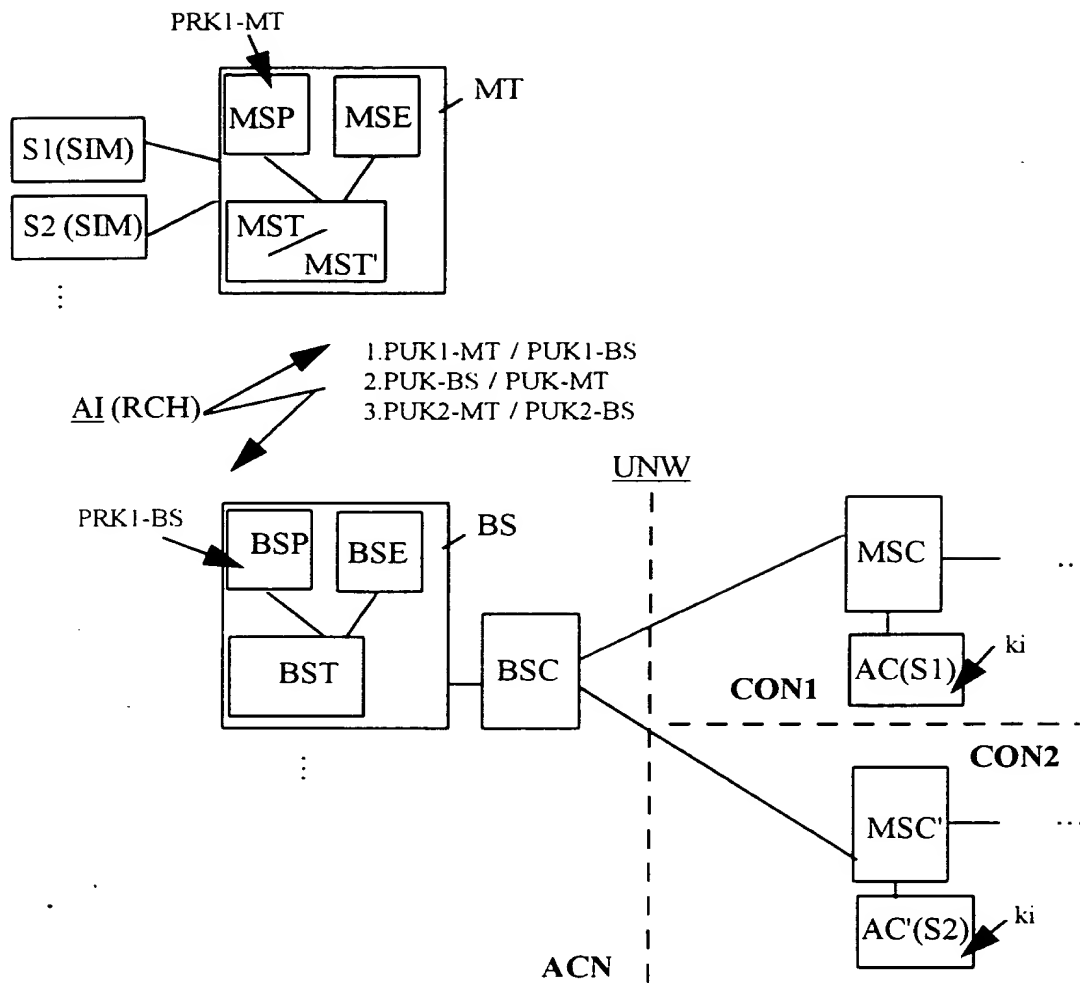 PRK1-MT
MT
MSP
MSE
S1(SIM)
S2 (SIM)
MST
MST'
⋮
1.PUK1-MT / PUK1-BS
2.PUK-BS / PUK-MT
3.PUK2-MT / PUK2-BS
AI (RCH)
UNW
PRK1-BS
BS
BSP
BSE
MSC
...
BST
BSC
ki
AC(S1)
CON1
⋮
CON2
MSC'
...
ki
AC'(S2)
ACN